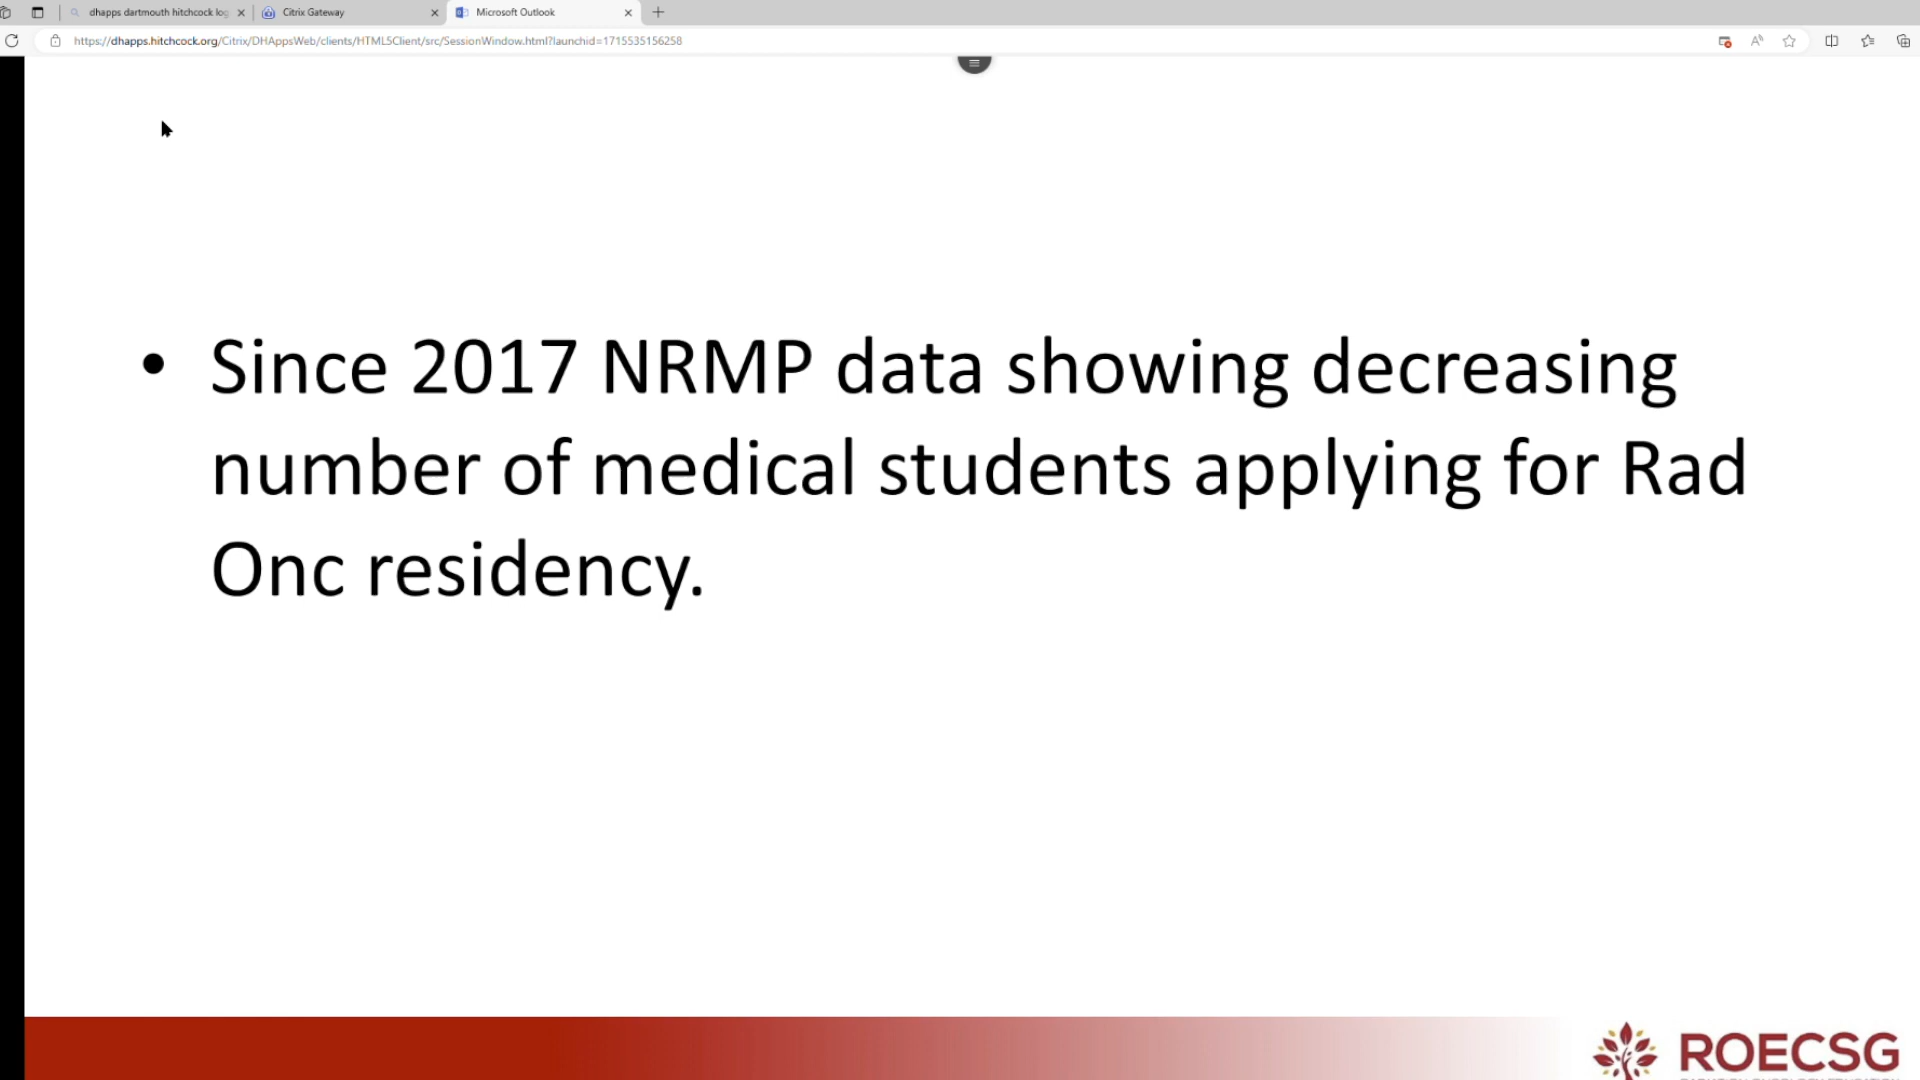 dhapps dartmouth hitchcock log
Citrix Gateway
Microsoft Outlook
https://dhapps.hitchcock.org/Citrix/DHAppsWeb/clients/HTML5Client/src/SessionWindow.html?launchid=1715535156258
• Since 2017 NRMP data showing decreasing
number of medical students applying for Rad
Onc residency.
ROECSG